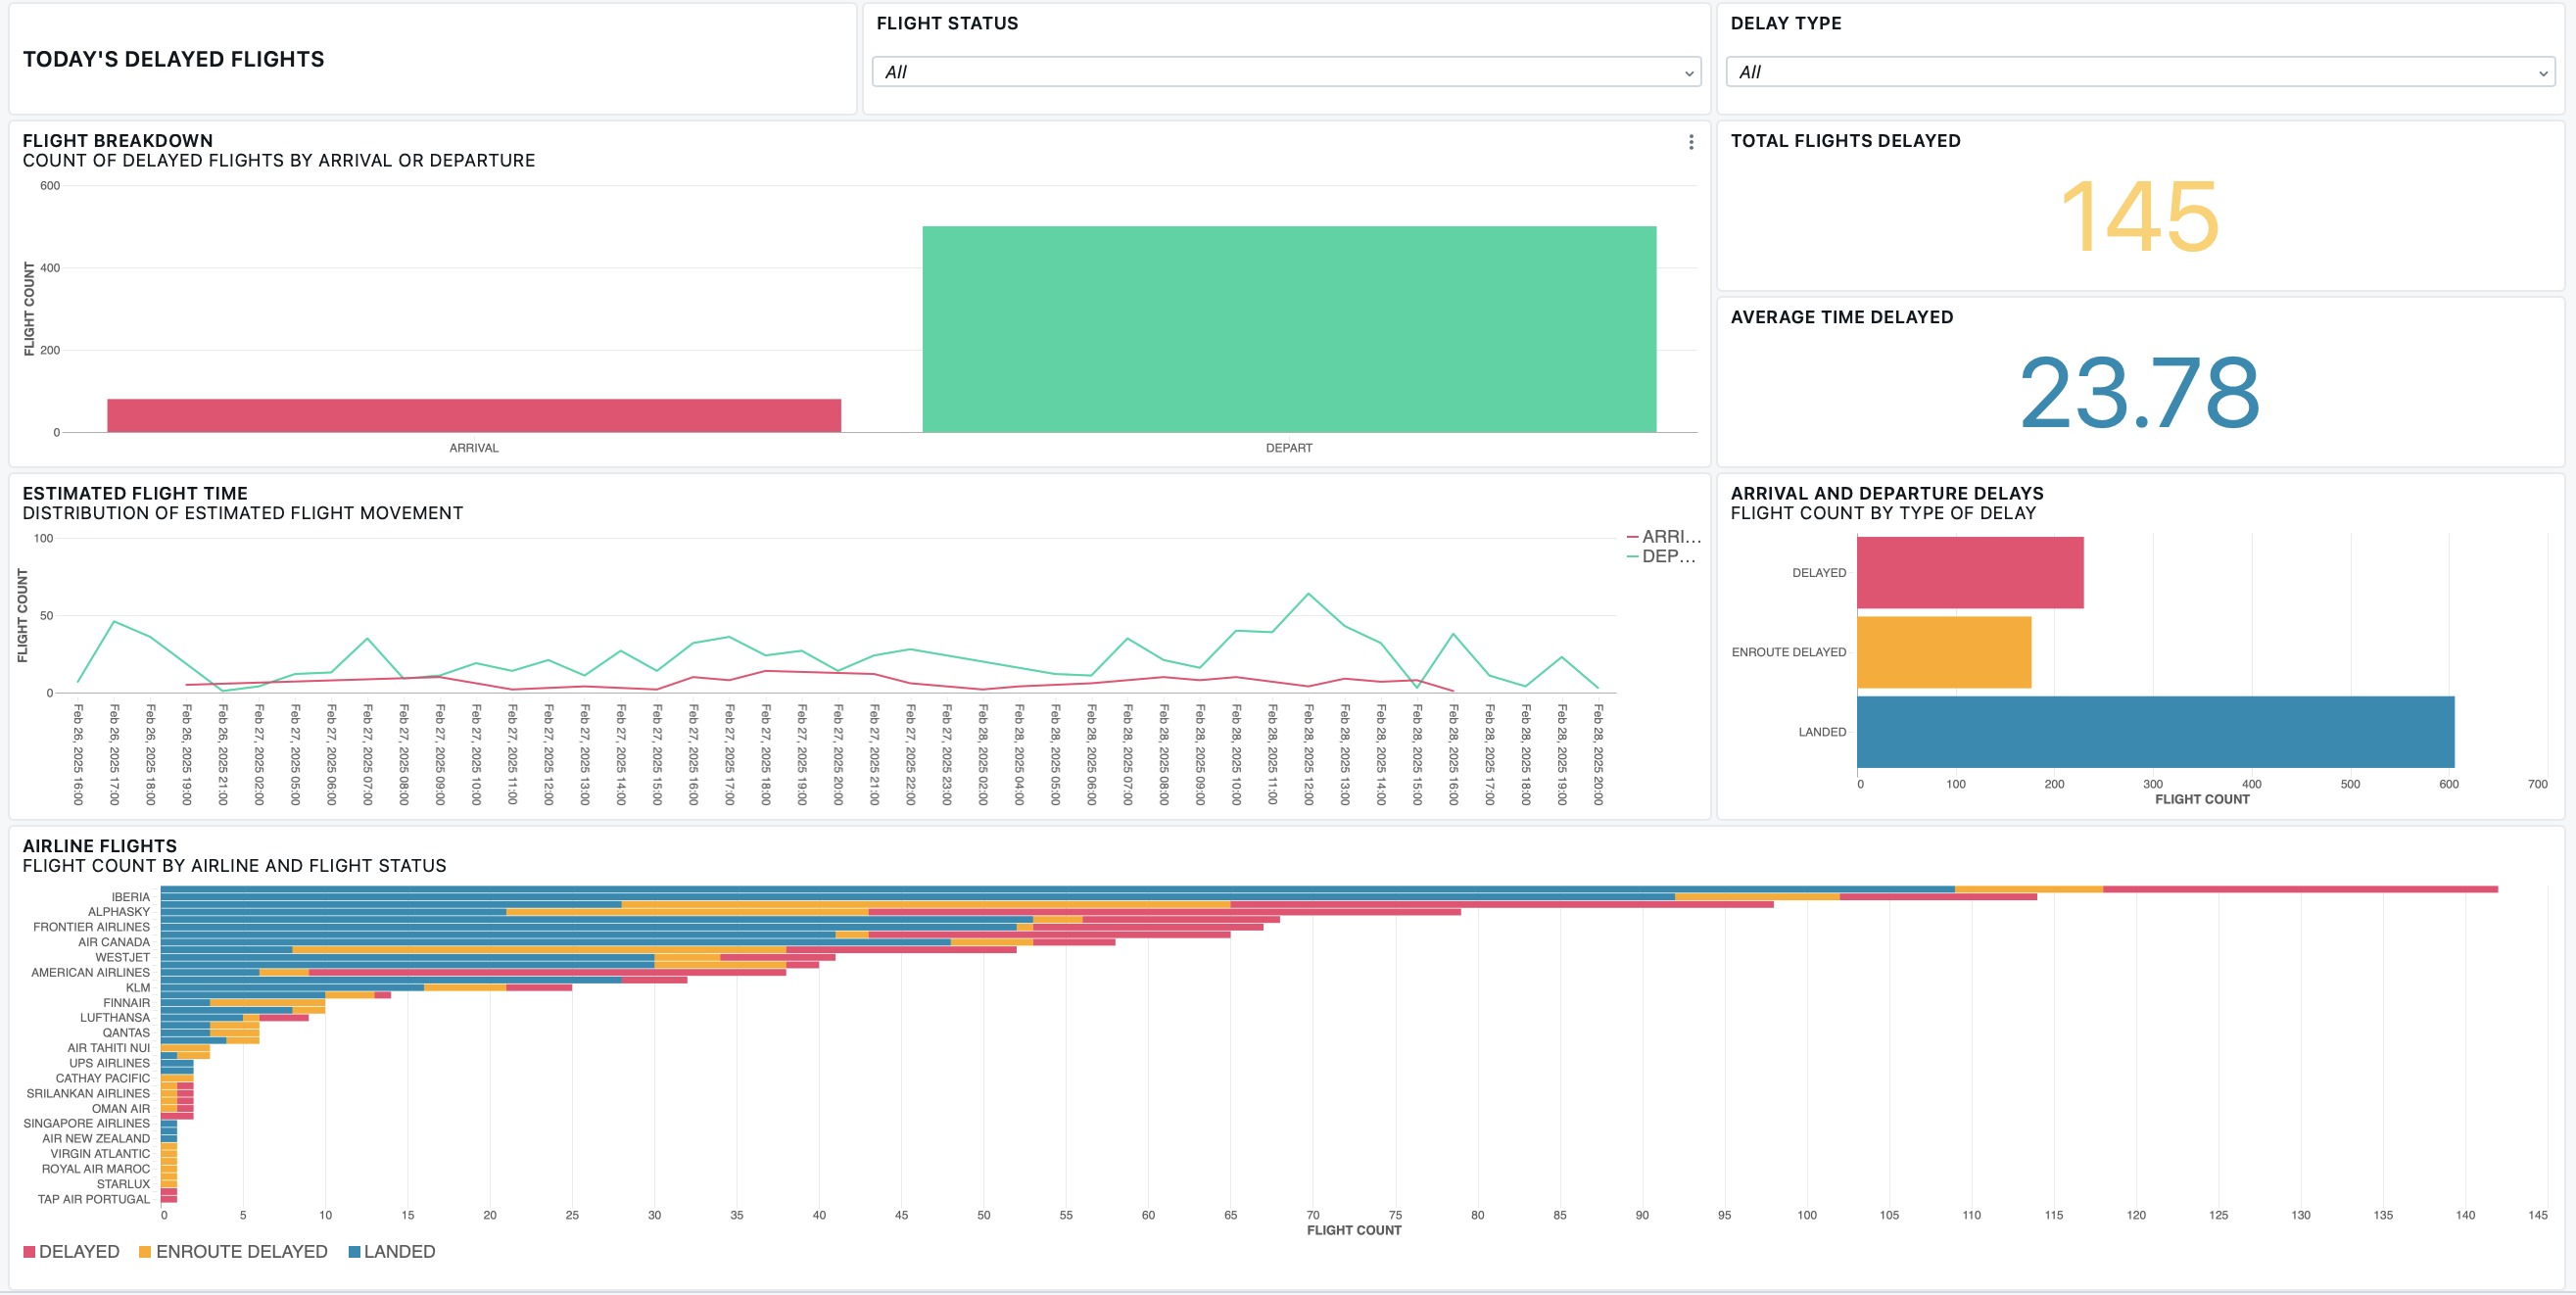 TODAY'S DELAYED FLIGHTS
FLIGHT STATUS
All
DELAY TYPE
All
FLIGHT BREAKDOWN
COUNT OF DELAYED FLIGHTS BY ARRIVAL OR DEPARTURE
FLIGHT COUNT
600
400
200
0
ARRIVAL
DEPART
TOTAL FLIGHTS DELAYED
145
AVERAGE TIME DELAYED
23.78
ESTIMATED FLIGHT TIME
DISTRIBUTION OF ESTIMATED FLIGHT MOVEMENT
FLIGHT COUNT
100
50
0
ARRI...
DEP...
Feb 26, 2025 16:00
Feb 26, 2025 17:00
Feb 26, 2025 18:00
Feb 26, 2025 19:00
Feb 26, 2025 21:00
Feb 27, 2025 02:00
Feb 27, 2025 05:00
Feb 27, 2025 06:00
Feb 27, 2025 07:00
Feb 27, 2025 08:00
Feb 27, 2025 09:00
Feb 27, 2025 10:00
Feb 27, 2025 11:00
Feb 27, 2025 12:00
Feb 27, 2025 13:00
Feb 27, 2025 14:00
Feb 27, 2025 15:00
Feb 27, 2025 16:00
Feb 27, 2025 17:00
Feb 27, 2025 18:00
Feb 27, 2025 19:00
Feb 27, 2025 20:00
Feb 27, 2025 21:00
Feb 27, 2025 22:00
Feb 27, 2025 23:00
Feb 28, 2025 02:00
Feb 28, 2025 04:00
Feb 28, 2025 05:00
Feb 28, 2025 06:00
Feb 28, 2025 07:00
Feb 28, 2025 08:00
Feb 28, 2025 09:00
Feb 28, 2025 10:00
Feb 28, 2025 11:00
Feb 28, 2025 12:00
Feb 28, 2025 13:00
Feb 28, 2025 14:00
Feb 28, 2025 15:00
Feb 28, 2025 16:00
Feb 28, 2025 17:00
Feb 28, 2025 18:00
Feb 28, 2025 19:00
Feb 28, 2025 20:00
ARRIVAL AND DEPARTURE DELAYS
FLIGHT COUNT BY TYPE OF DELAY
DELAYED
ENROUTE DELAYED
LANDED
0 100 200 300 400 500 600 700
FLIGHT COUNT
AIRLINE FLIGHTS
FLIGHT COUNT BY AIRLINE AND FLIGHT STATUS
IBERIA
ALPHASKY
FRONTIER AIRLINES
AIR CANADA
WESTJET
AMERICAN AIRLINES
KLM
FINNAIR
LUFTHANSA
QANTAS
AIR TAHITI NUI
UPS AIRLINES
CATHAY PACIFIC
SRILANKAN AIRLINES
OMAN AIR
SINGAPORE AIRLINES
AIR NEW ZEALAND
VIRGIN ATLANTIC
ROYAL AIR MAROC
STARLUX
TAP AIR PORTUGAL
0 5 10 15 20 25 30 35 40 45 50 55 60 65 70 75 80 85 90 95 100 105 110 115 120 125 130 135 140 145
FLIGHT COUNT
DELAYED ENROUTE DELAYED LANDED